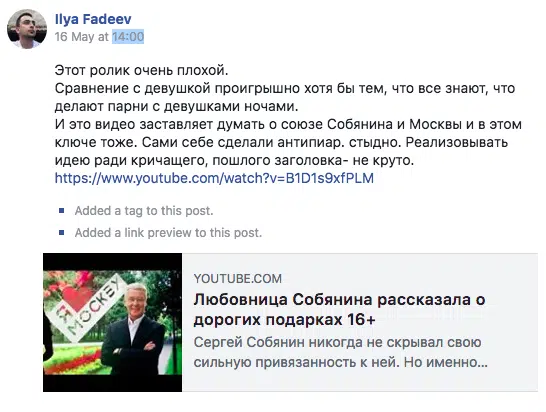 Ilya Fadeev
16 May at 14:00
Этот ролик очень плохой.
Сравнение с девушкой проигрышно хотя бы тем, что все знают, что
делают парни с девушками ночами.
И это видео заставляет думать о союзе Собянина и Москвы и в этом
ключе тоже. Сами себе сделали антипиар. стыдно. Реализовывать
идею ради кричащего, пошлого заголовка- не круто.
https://www.youtube.com/watch?v=B1D1s9xfPLM
Added a tag to this post.
Added a link preview to this post.
YOUTUBE.COM
Любовница Собянина рассказала о
дорогих подарках 16+
Сергей Собянин никогда не скрывал свою
сильную привязанность к ней. Но именно...
Я
МОСКВУ